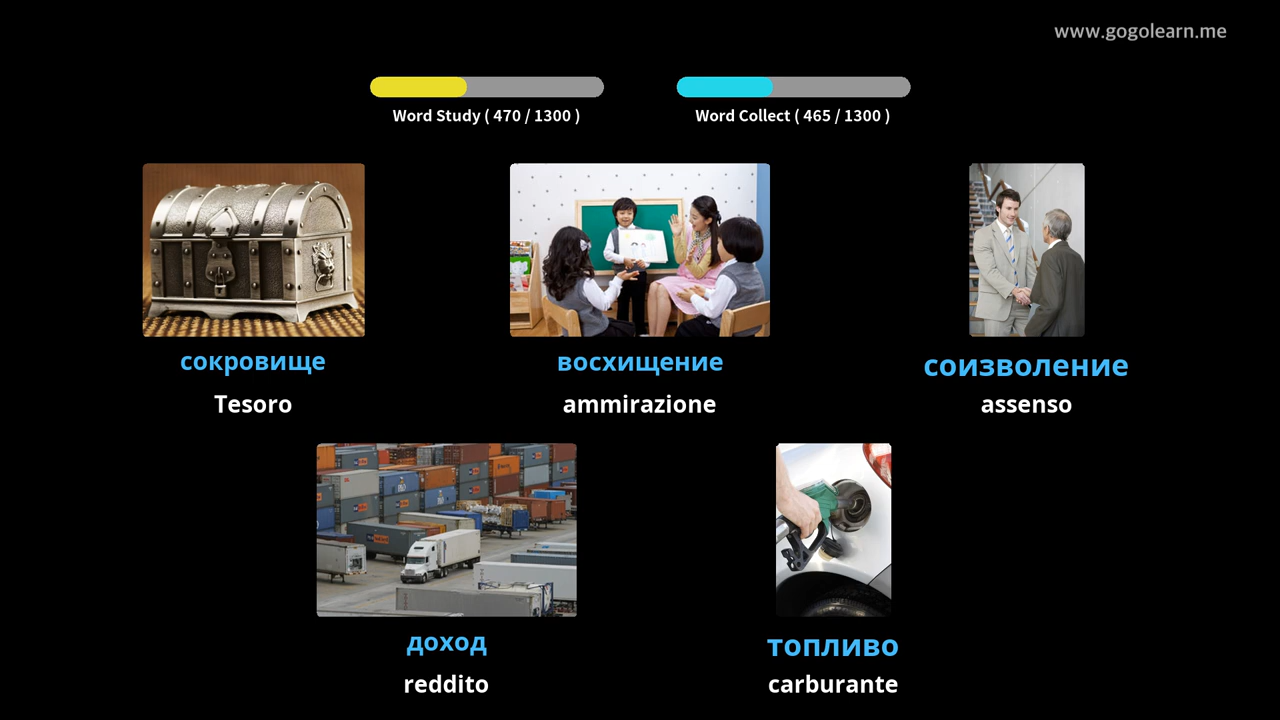 www.gogolearn.me
Word Study ( 470 / 1300 )
Word Collect ( 465 / 1300 )
сокровище
Tesoro
восхищение
ammirazione
соизволение
assenso
доход
reddito
топливо
carburante